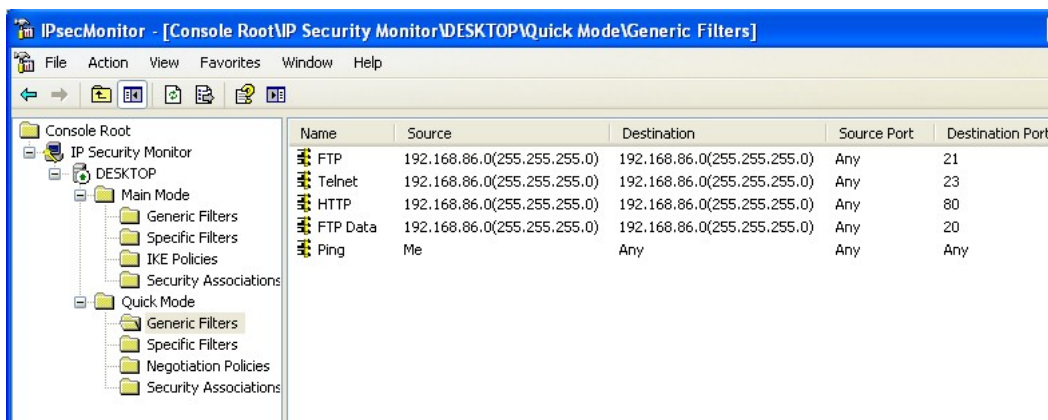 IPsecMonitor - [Console Root\IP Security Monitor\DESKTOP\Quick Mode\Generic Filters]
File Action View Favorites Window Help
Console Root
IP Security Monitor
DESKTOP
Main Mode
Generic Filters
Specific Filters
IKE Policies
Security Associations
Quick Mode
Generic Filters
Specific Filters
Negotiation Policies
Security Associations
Name Source Destination Source Port Destination Port
FTP 192.168.86.0(255.255.255.0) 192.168.86.0(255.255.255.0) Any 21
Telnet 192.168.86.0(255.255.255.0) 192.168.86.0(255.255.255.0) Any 23
HTTP 192.168.86.0(255.255.255.0) 192.168.86.0(255.255.255.0) Any 80
FTP Data 192.168.86.0(255.255.255.0) 192.168.86.0(255.255.255.0) Any 20
Ping Me Any Any Any